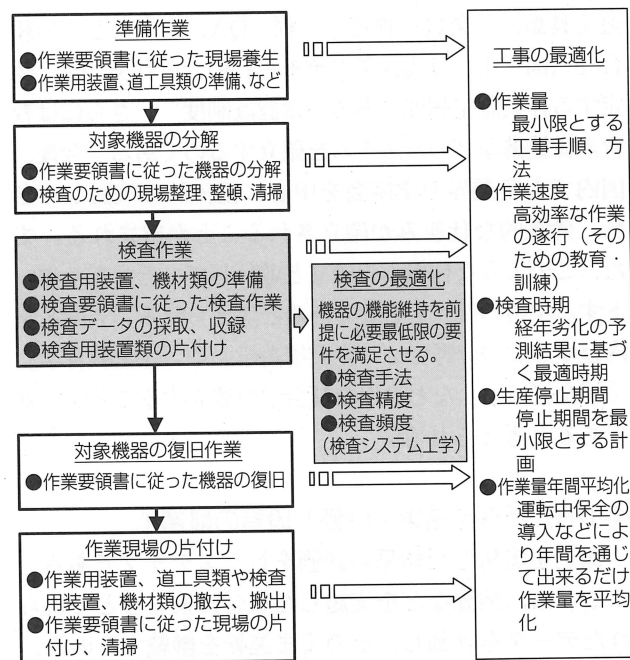 準備作業
●作業要領書に従った現場養生
●作業用装置、道工具類の準備、など
対象機器の分解
●作業要領書に従った機器の分解
●検査のための現場整理、整頓、清掃
検査作業
●検査用装置、機材類の準備
●検査要領書に従った検査作業
●検査データの採取、収録
●検査用装置類の片付け
検査の最適化
機器の機能維持を前
提に必要最低限の要
件を満足させる。
●検査手法
●検査精度
●検査頻度
(検査システム工学)
対象機器の復旧作業
●作業要領書に従った機器の復旧
作業現場の片付け
●作業用装置、道工具類や検査
用装置、機材類の撤去、搬出
●作業要領書に従った現場の片
付け、清掃
工事の最適化
●作業量
最小限とする
工事手順、方
法
●作業速度
高効率な作業
の遂行（その
ための教育・
訓練）
●検査時期
経年劣化の予
測結果に基づ
く最適時期
●生産停止期間
停止期間を最
小限とする計
画
●作業量年間平均化
運転中保全の
導入などによ
り年間を通じ
て出来るだけ
作業量を平均
化